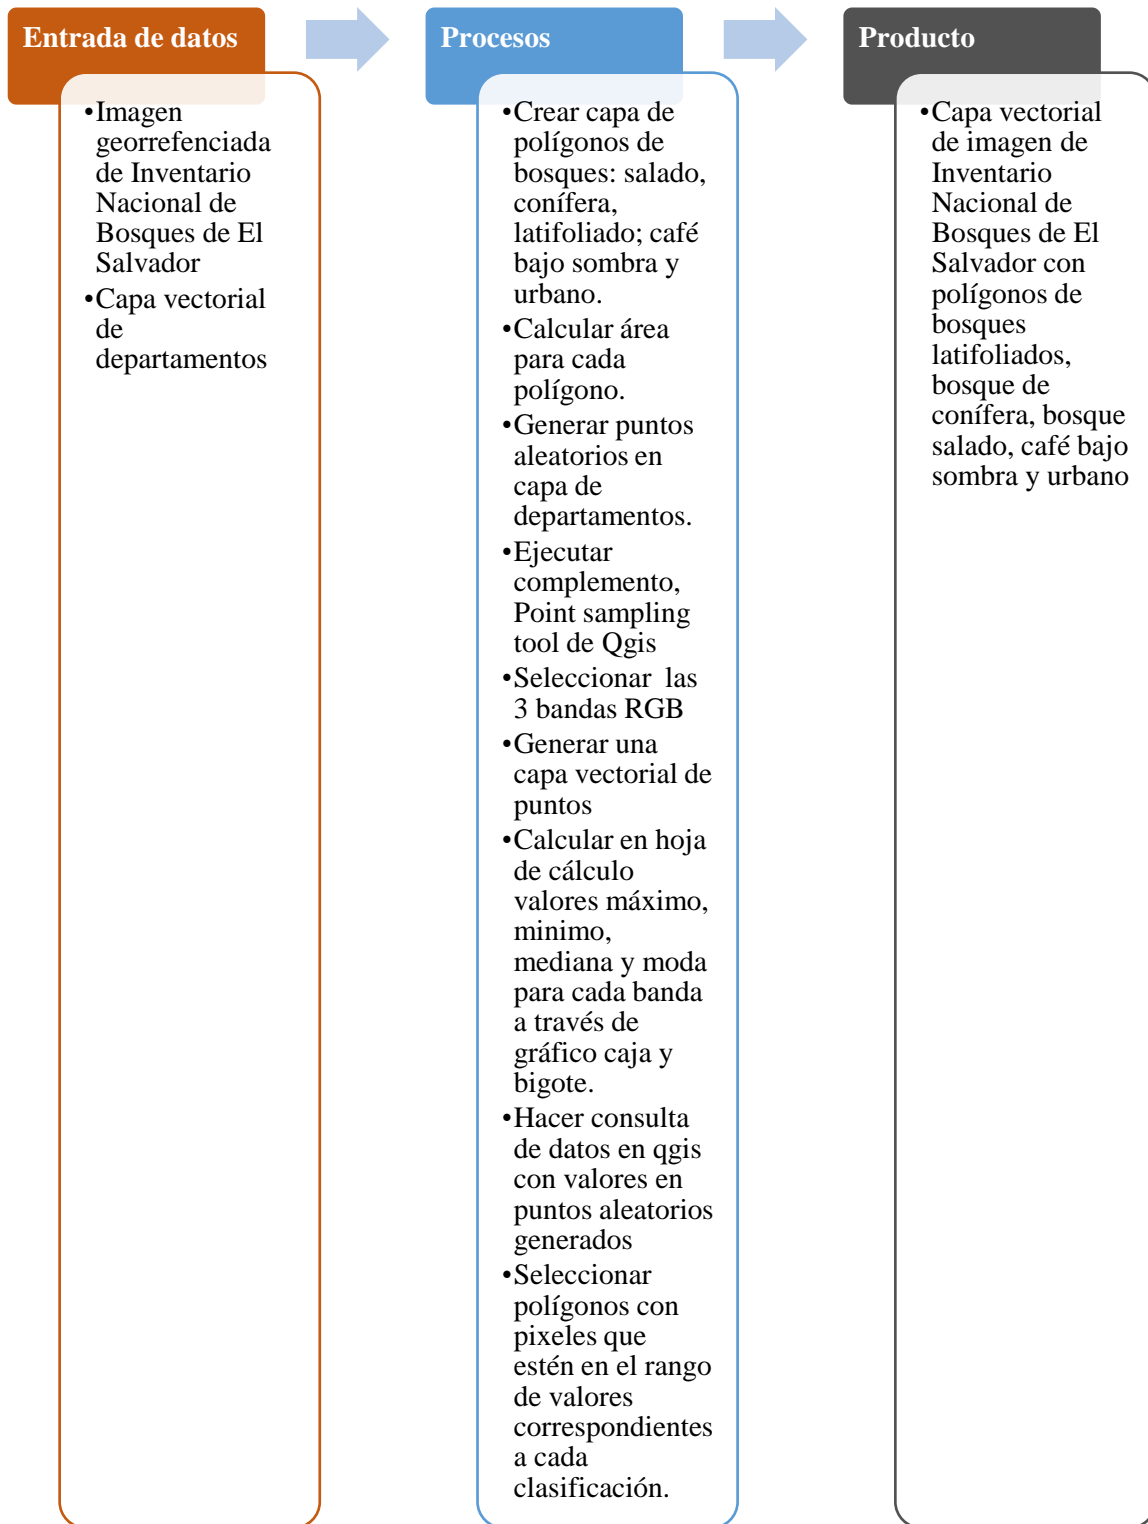 Entrada de datos
•Imagen
georrefenciada
de Inventario
Nacional de
Bosques de El
Salvador
•Capa vectorial
de
departamentos
Procesos
•Crear capa de
polígonos de
bosques: salado,
conífera,
latifoliado; café
bajo sombra y
urbano.
•Calcular área
para cada
polígono.
•Generar puntos
aleatorios en
capa de
departamentos.
•Ejecutar
complemento,
Point sampling
tool de Qgis
•Seleccionar  las
3 bandas RGB
•Generar una
capa vectorial de
puntos
•Calcular en hoja
de cálculo
valores máximo,
minimo,
mediana y moda
para cada banda
a través de
gráfico caja y
bigote.
•Hacer consulta
de datos en qgis
con valores en
puntos aleatorios
generados
•Seleccionar
polígonos con
pixeles que
estén en el rango
de valores
correspondientes
a cada
clasificación.
Producto
•Capa vectorial
de imagen de
Inventario
Nacional de
Bosques de El
Salvador con
polígonos de
bosques
latifoliados,
bosque de
conífera, bosque
salado, café bajo
sombra y urbano